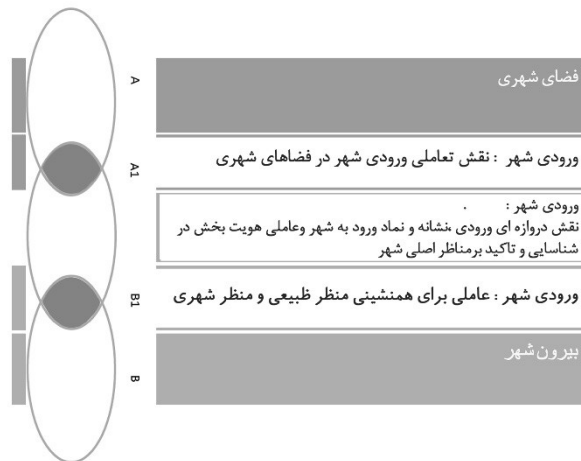 A
فضای شهری
A1
ورودی شهر : نقش تعاملی ورودی شهر در فضاهای شهری
ورودی شهر : .
نقش دروازه ای ورودی ،نشانه و نماد ورود به شهر وعاملی هویت بخش در
شناسایی و تاکید برمناظر اصلی شهر
B1
ورودی شهر : عاملی برای همنشینی منظر ظبیعی و منظر شهری
B
بیرون شهر